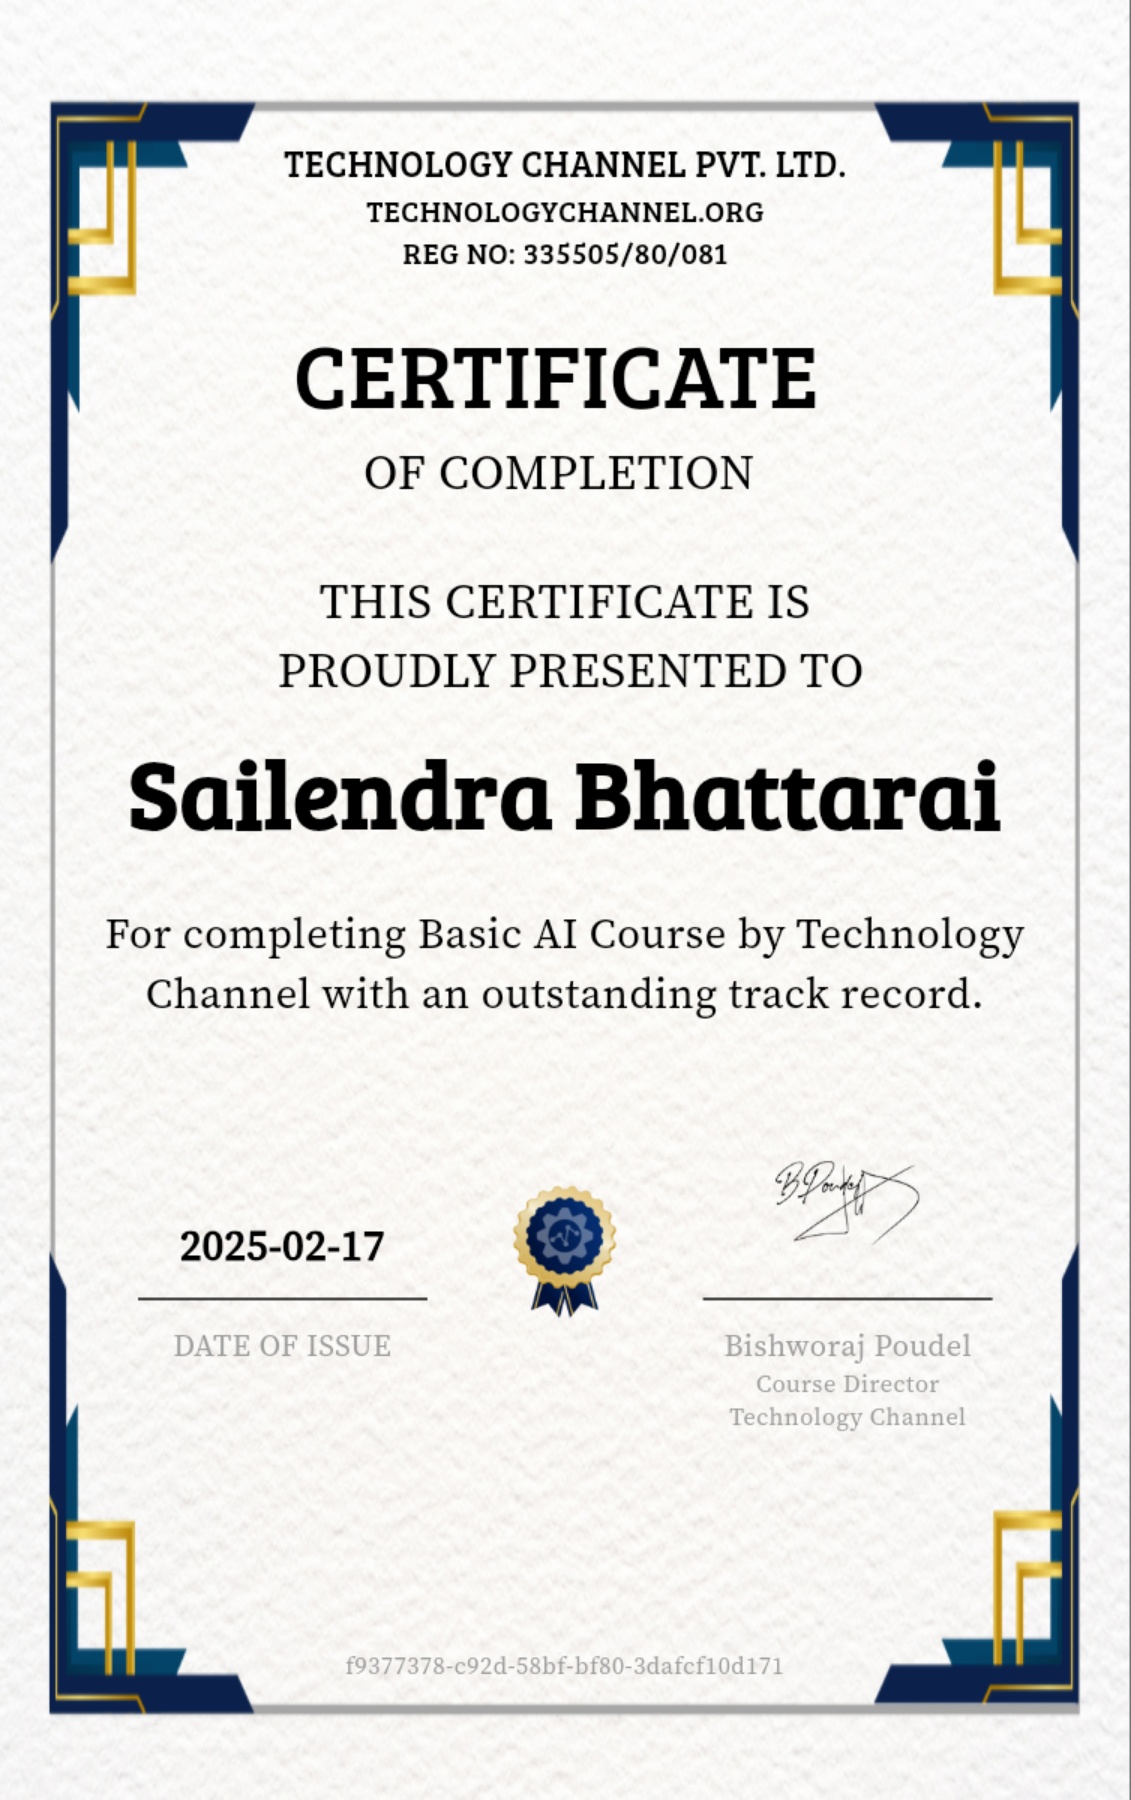 TECHNOLOGY CHANNEL PVT. LTD.
TECHNOLOGYCHANNEL.ORG
REG NO: 335505/80/081
CERTIFICATE
OF COMPLETION
THIS CERTIFICATE IS
PROUDLY PRESENTED TO
Sailendra Bhattarai
For completing Basic AI Course by Technology
Channel with an outstanding track record.
B.Poudel
2025-02-17
DATE OF ISSUE
Bishworaj Poudel
Course Director
Technology Channel
f9377378-c92d-58bf-bf80-3dafcf10d171